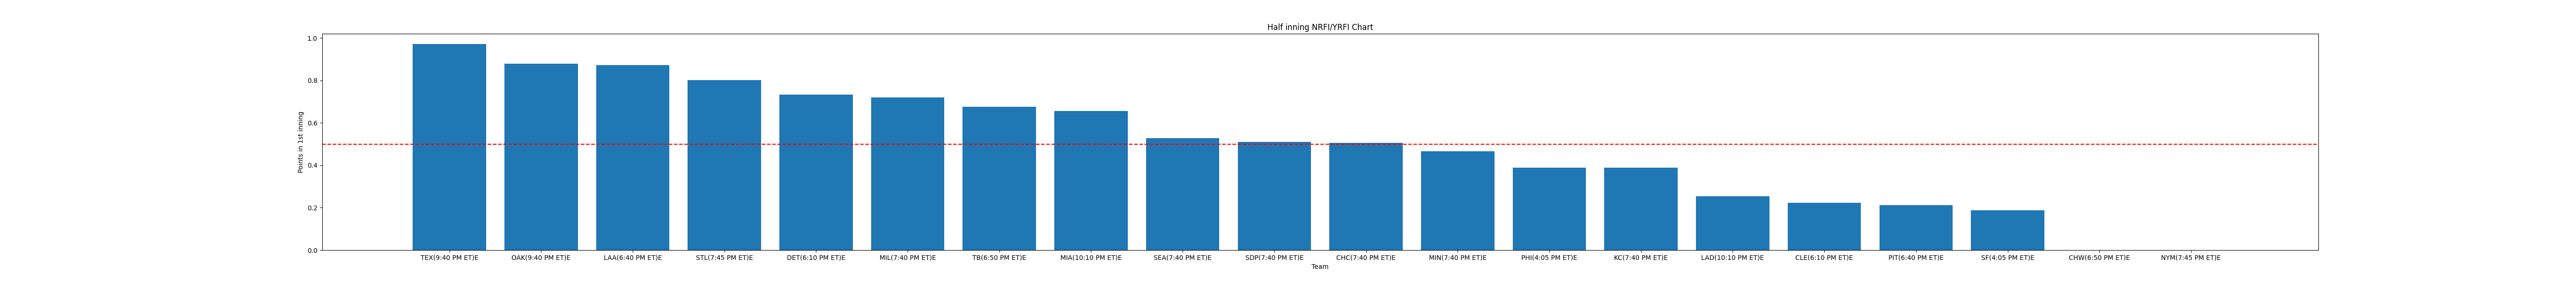 Half inning NRFI/YRFI Chart
Points in 1st inning
1.0
0.8
0.6
0.4
0.2
0.0
TEX(9:40 PM ET)E OAK(9:40 PM ET)E LAA(6:40 PM ET)E STL(7:45 PM ET)E DET(6:10 PM ET)E MIL(7:40 PM ET)E TB(6:50 PM ET)E MIA(10:10 PM ET)E SEA(7:40 PM ET)E SDP(7:40 PM ET)E CHC(7:40 PM ET)E MIN(7:40 PM ET)E PHI(4:05 PM ET)E KC(7:40 PM ET)E LAD(10:10 PM ET)E CLE(6:10 PM ET)E PIT(6:40 PM ET)E SF(4:05 PM ET)E CHW(6:50 PM ET)E NYM(7:45 PM ET)E
Team